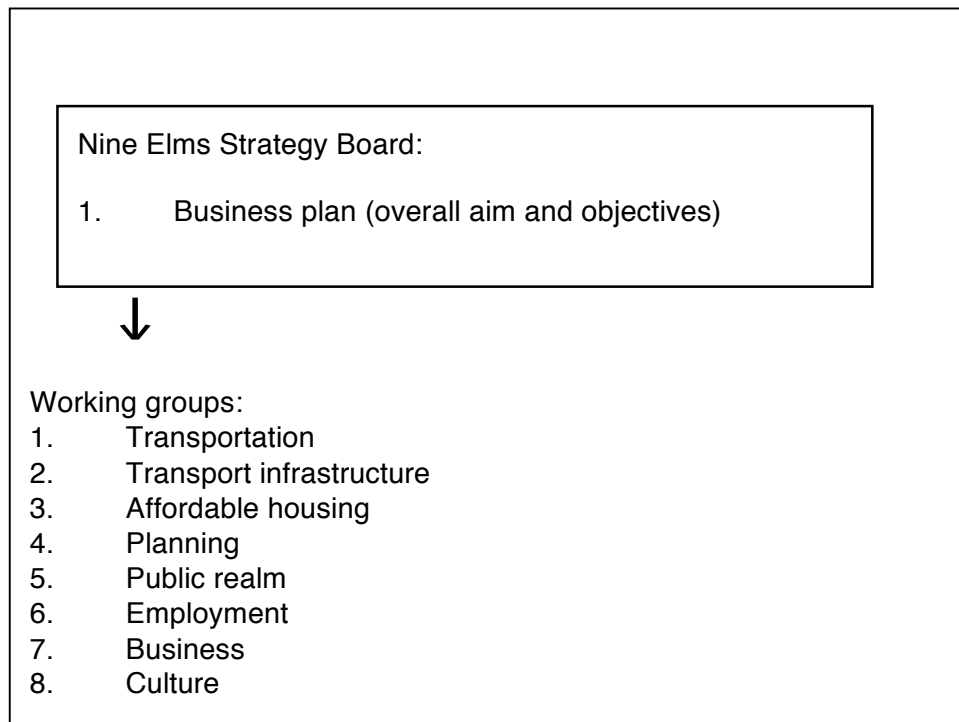 Nine Elms Strategy Board:
1. Business plan (overall aim and objectives)
↓
Working groups:
1. Transportation
2. Transport infrastructure
3. Affordable housing
4. Planning
5. Public realm
6. Employment
7. Business
8. Culture